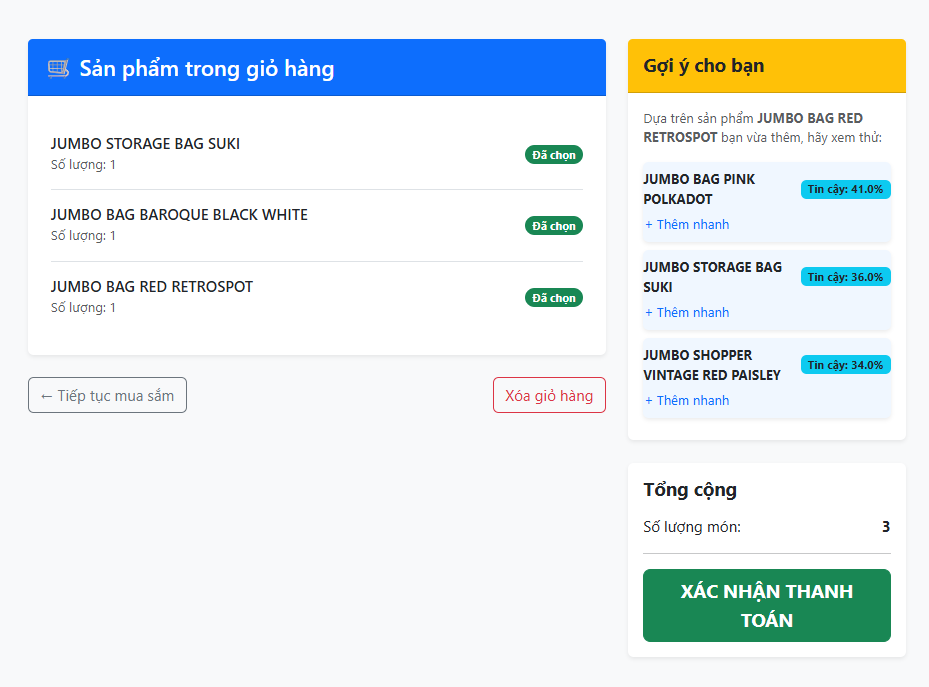 Sản phẩm trong giỏ hàng
JUMBO STORAGE BAG SUKI
Số lượng: 1
Đã chọn
JUMBO BAG BAROQUE BLACK WHITE
Số lượng: 1
Đã chọn
JUMBO BAG RED RETROSPOT
Số lượng: 1
Đã chọn
← Tiếp tục mua sắm
Xóa giỏ hàng
Gợi ý cho bạn
Dựa trên sản phẩm JUMBO BAG RED
RETROSPOT bạn vừa thêm, hãy xem thử:
JUMBO BAG PINK
POLKADOT
Tin cậy: 41.0%
+ Thêm nhanh
JUMBO STORAGE BAG
SUKI
Tin cậy: 36.0%
+ Thêm nhanh
JUMBO SHOPPER
VINTAGE RED PAISLEY
Tin cậy: 34.0%
+ Thêm nhanh
Tổng cộng
Số lượng món: 3
XÁC NHẬN THANH
TOÁN